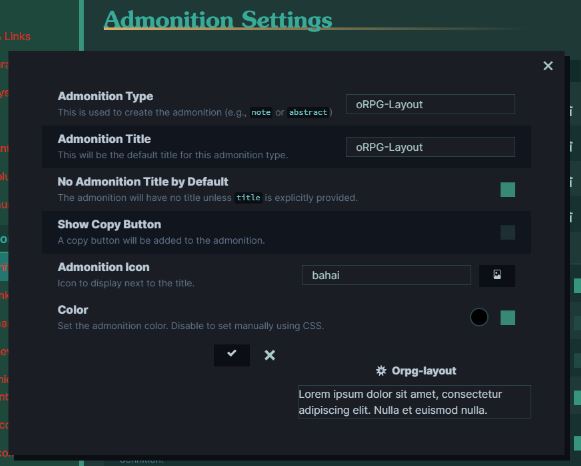 Links
Admonition Settings
Admonition Type
This is used to create the admonition (e.g., note or abstract)
oRPG-Layout
Admonition Title
This will be the default title for this admonition type.
oRPG-Layout
No Admonition Title by Default
The admonition will have no title unless title is explicitly provided.
Show Copy Button
A copy button will be added to the admonition.
Admonition Icon
Icon to display next to the title.
bahai
Color
Set the admonition color. Disable to set manually using CSS.
Orpg-layout
Lorem ipsum dolor sit amet, consectetur
adipiscing elit. Nulla et euismod nulla.
definition.